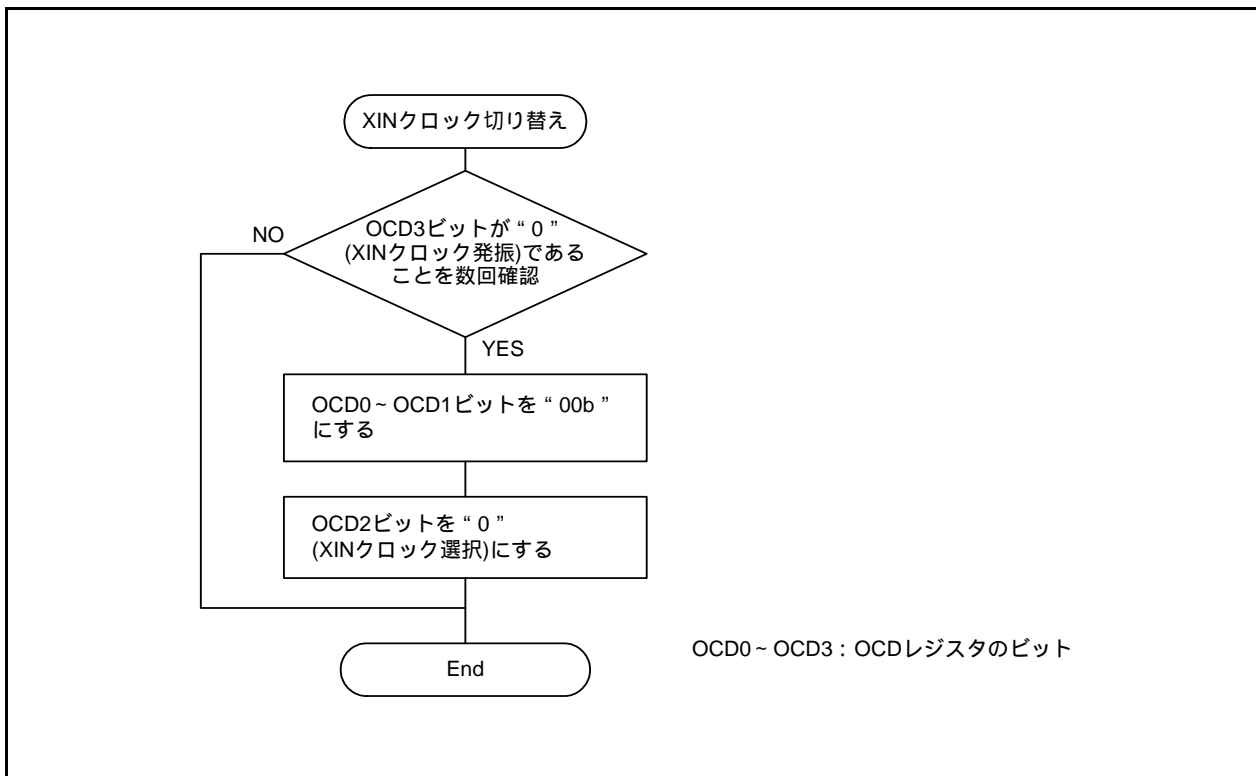 XINクロック切り替え
OCD3ビットが“ 0 ”
(XINクロック発振)である
ことを数回確認
NO
YES
OCD0~OCD1ビットを“ 00b ”
にする
OCD2ビットを“ 0 ”
(XINクロック選択)にする
End
OCD0~OCD3:OCDレジスタのビット